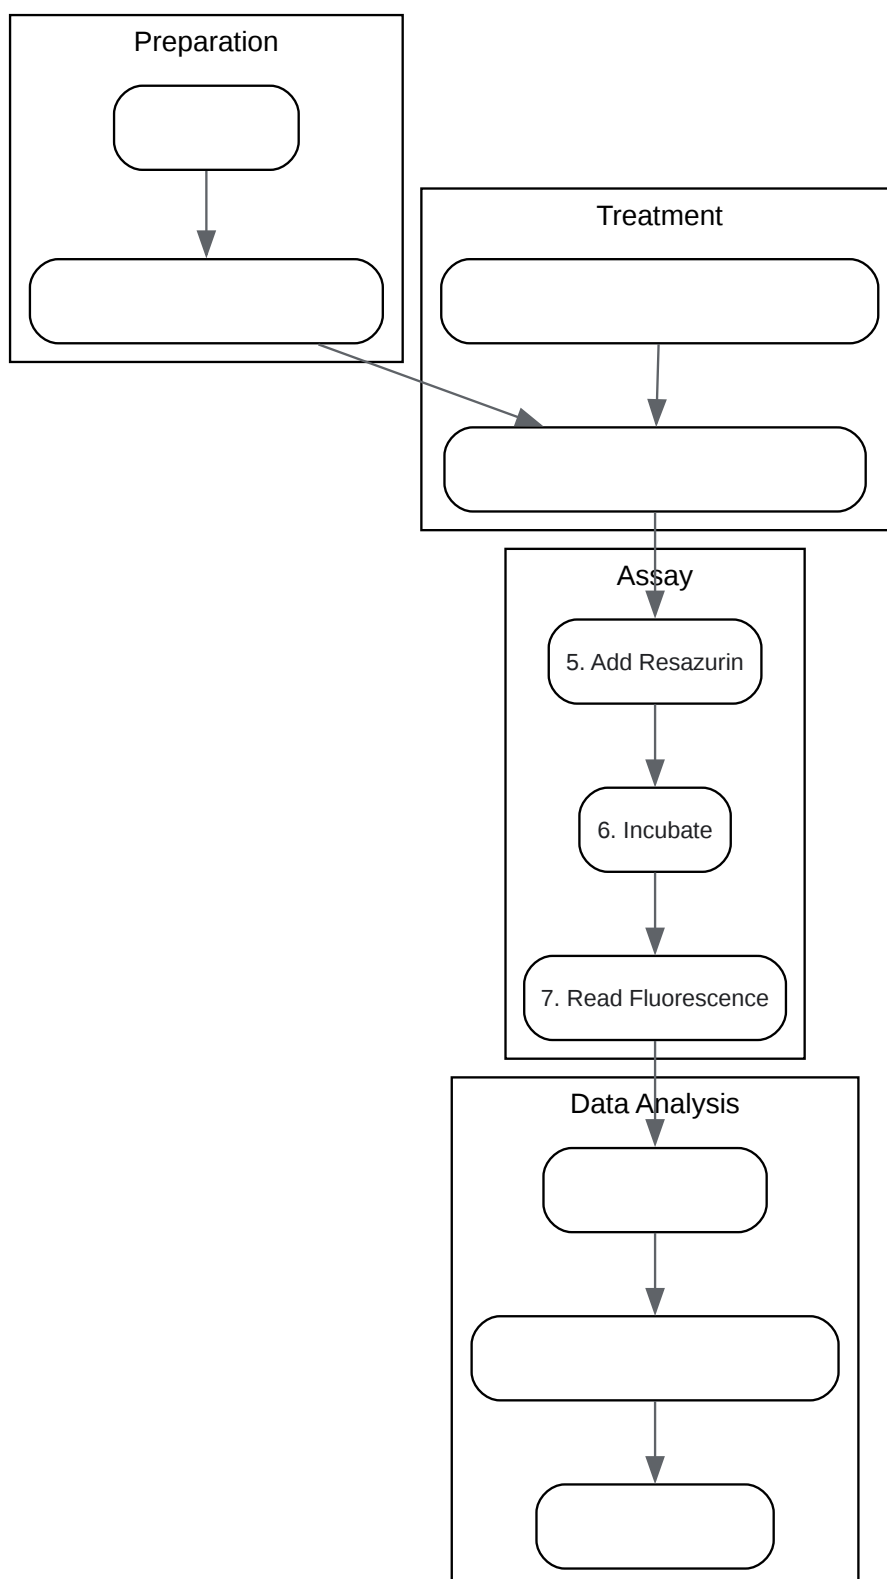 Preparation
Treatment
Assay
5. Add Resazurin
6. Incubate
7. Read Fluorescence
Data Analysis